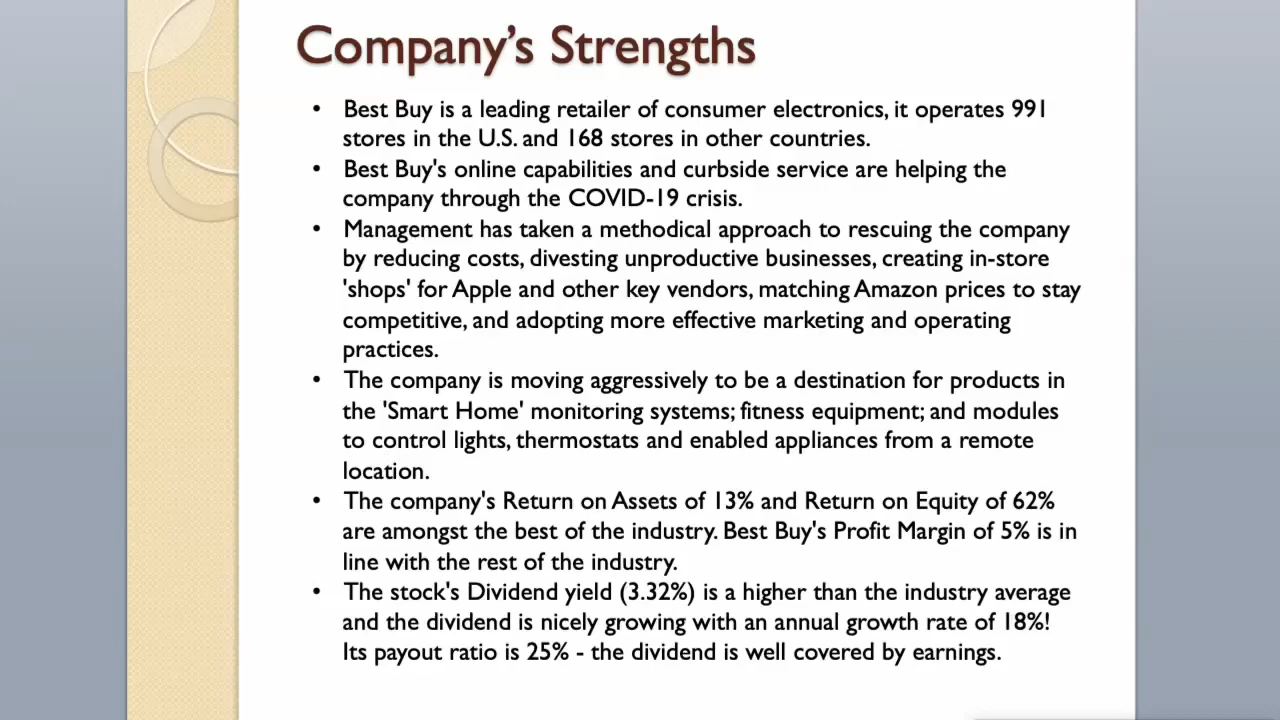 Company’s Strengths
• Best Buy is a leading retailer of consumer electronics, it operates 991
stores in the U.S. and 168 stores in other countries.
• Best Buy's online capabilities and curbside service are helping the
company through the COVID-19 crisis.
• Management has taken a methodical approach to rescuing the company
by reducing costs, divesting unproductive businesses, creating in-store
'shops' for Apple and other key vendors, matching Amazon prices to stay
competitive, and adopting more effective marketing and operating
practices.
• The company is moving aggressively to be a destination for products in
the 'Smart Home' monitoring systems; fitness equipment; and modules
to control lights, thermostats and enabled appliances from a remote
location.
• The company's Return on Assets of 13% and Return on Equity of 62%
are amongst the best of the industry. Best Buy's Profit Margin of 5% is in
line with the rest of the industry.
• The stock's Dividend yield (3.32%) is a higher than the industry average
and the dividend is nicely growing with an annual growth rate of 18%!
Its payout ratio is 25% - the dividend is well covered by earnings.